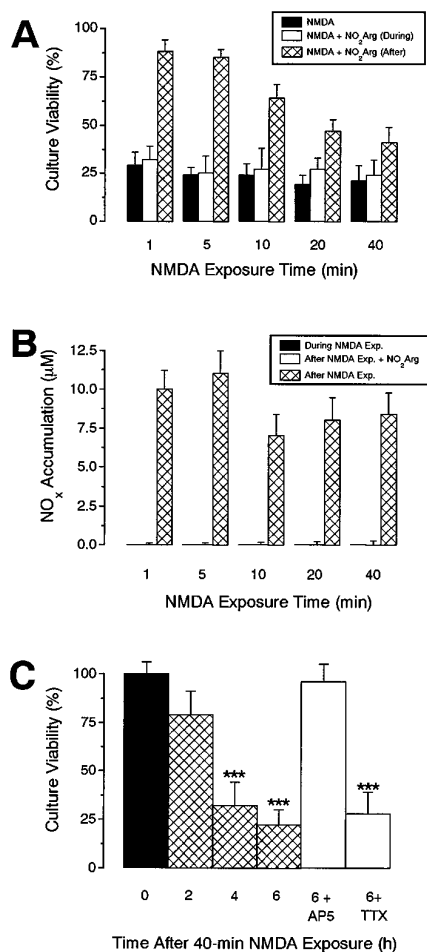 A
NMDA
NMDA + NO2Arg (During)
NMDA + NO2Arg (After)
Culture Viability (%)
100
75
50
25
0
1 5 10 20 40
NMDA Exposure Time (min)
B
During NMDA Exp.
After NMDA Exp. + NO2Arg
After NMDA Exp.
NOx Accumulation (μM)
12.5
10.0
7.5
5.0
2.5
0.0
1 5 10 20 40
NMDA Exposure Time (min)
C
Culture Viability (%)
100
75
50
25
0
***
***
***
0 2 4 6 6 + 6+
AP5 TTX
Time After 40-min NMDA Exposure (h)